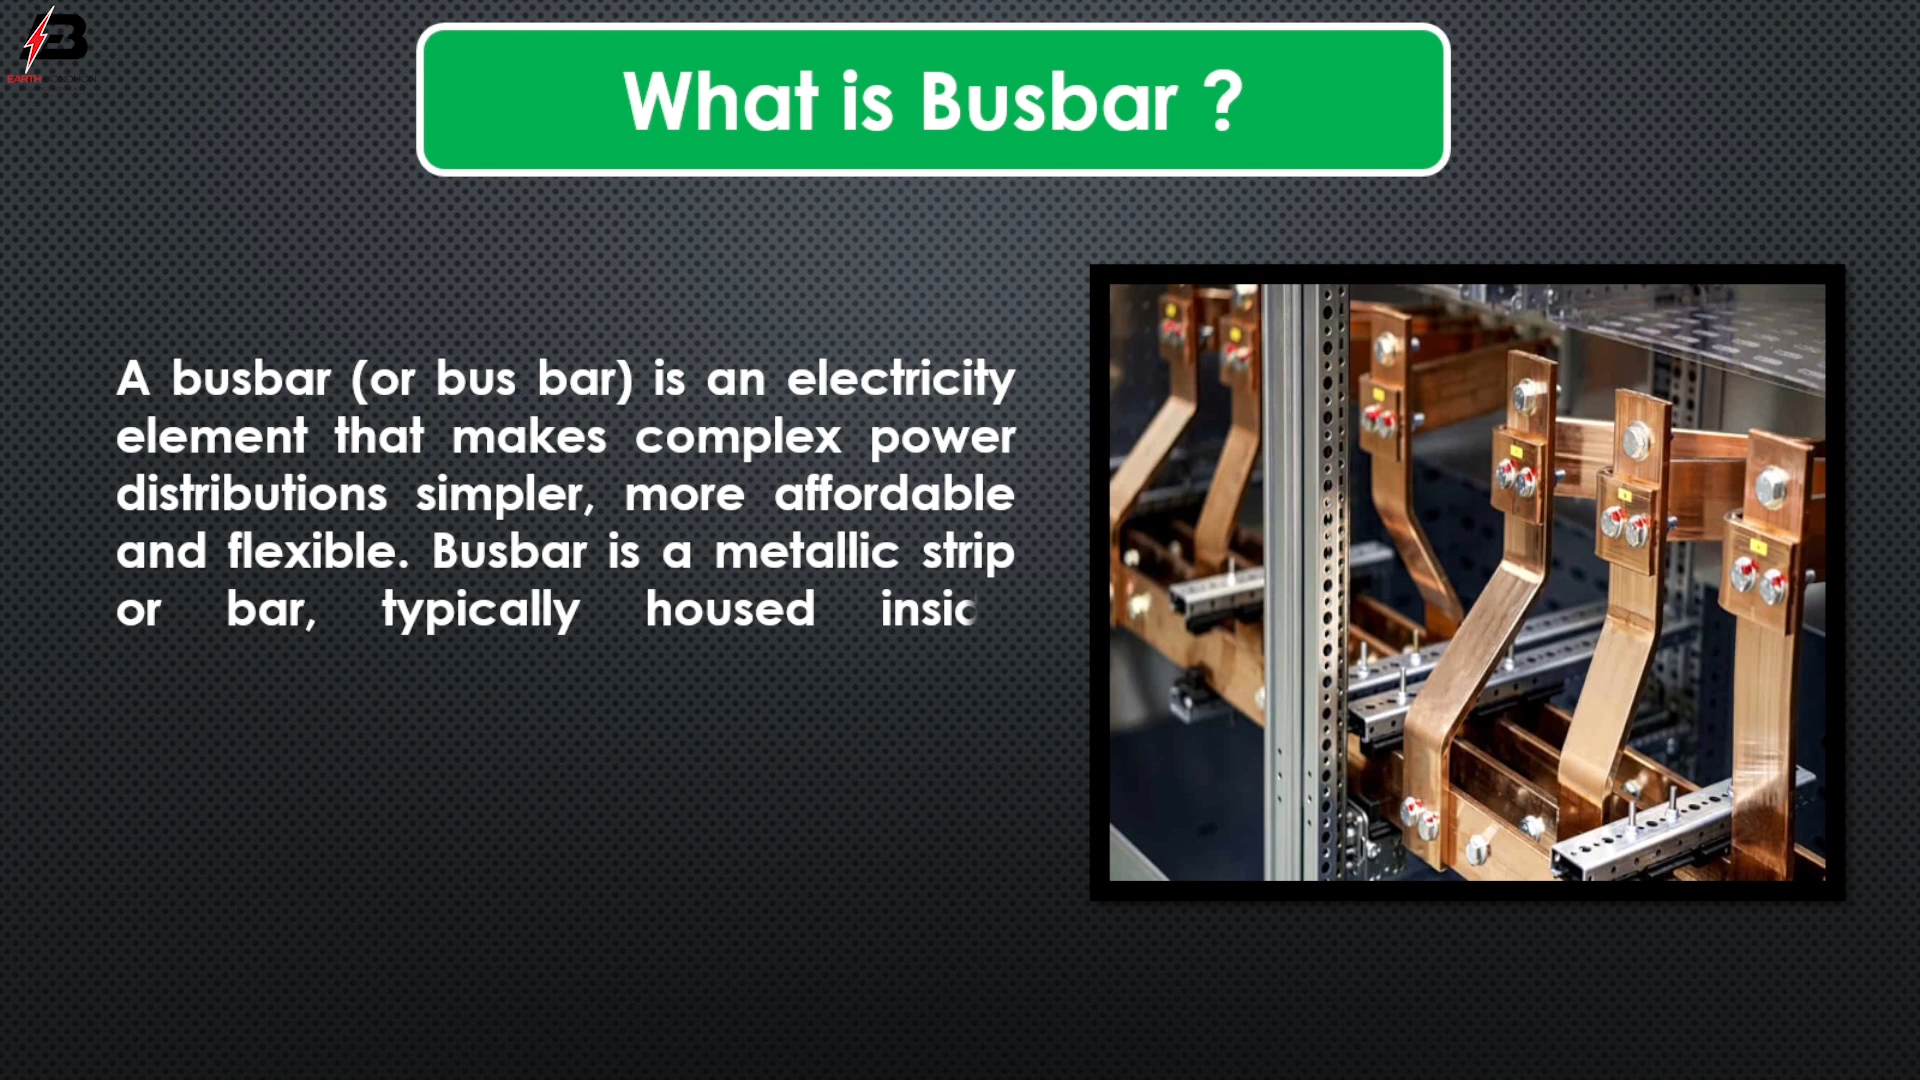 What is Busbar ?
A busbar (or bus bar) is an electricity
element that makes complex power
distributions simpler, more affordable
and flexible. Busbar is a metallic strip
or bar, typically housed
EARTH